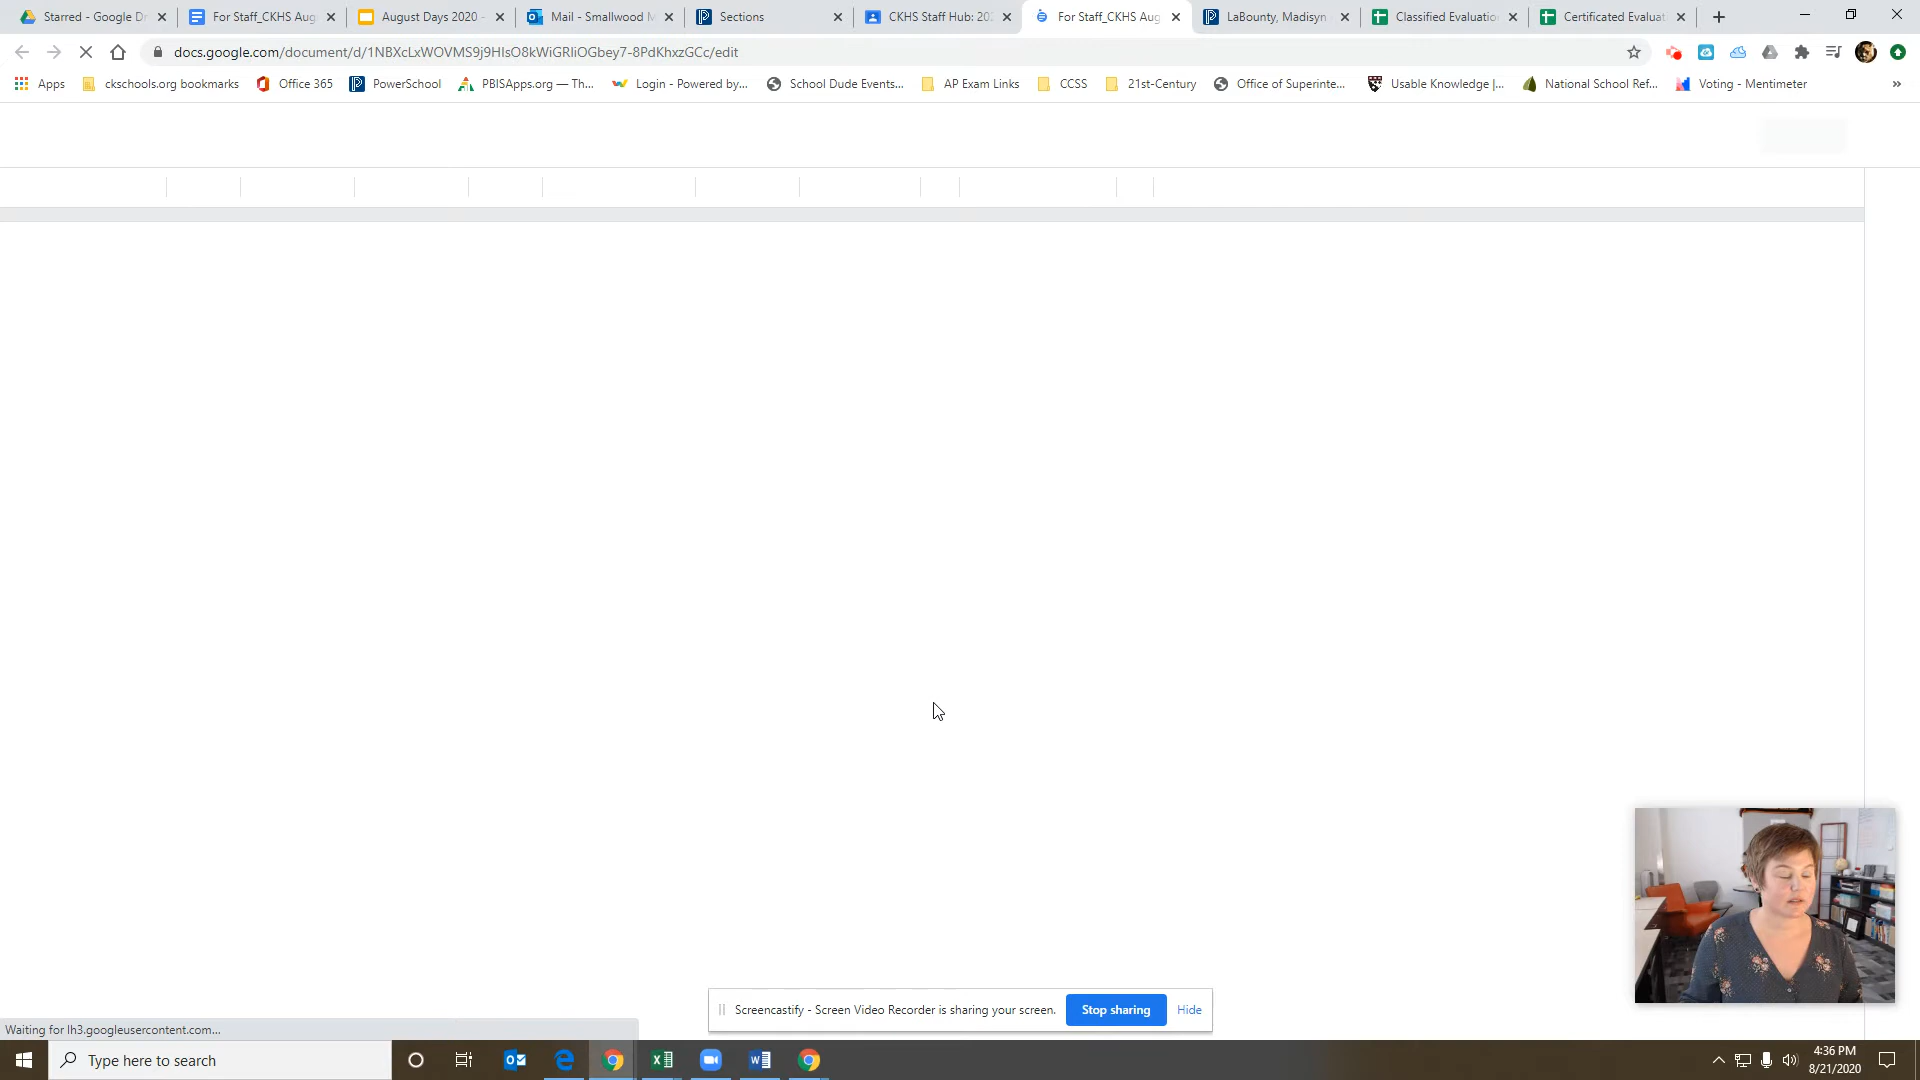 Starred - Google Dr
For Staff_CKHS Aug
August Days 2020 -
Mail - Smallwood M
Sections
CKHS Staff Hub: 202
For Staff_CKHS Aug
LaBounty, Madisyn
Classified Evaluatio
Certificated Evaluat
docs.google.com/document/d/1NBXcLxWOVMS9j9HIsO8kWiGRIiOGbey7-8PdKhxzGCc/edit
Apps
ckschools.org bookmarks
Office 365
PowerSchool
PBISApps.org — Th...
Login - Powered by...
School Dude Events...
AP Exam Links
CCSS
21st-Century
Office of Superinte...
Usable Knowledge |...
National School Ref...
Voting - Mentimeter
»
Screencastify - Screen Video Recorder is sharing your screen.
Stop sharing
Hide
Waiting for lh3.googleusercontent.com...
Type here to search
4:36 PM
8/21/2020